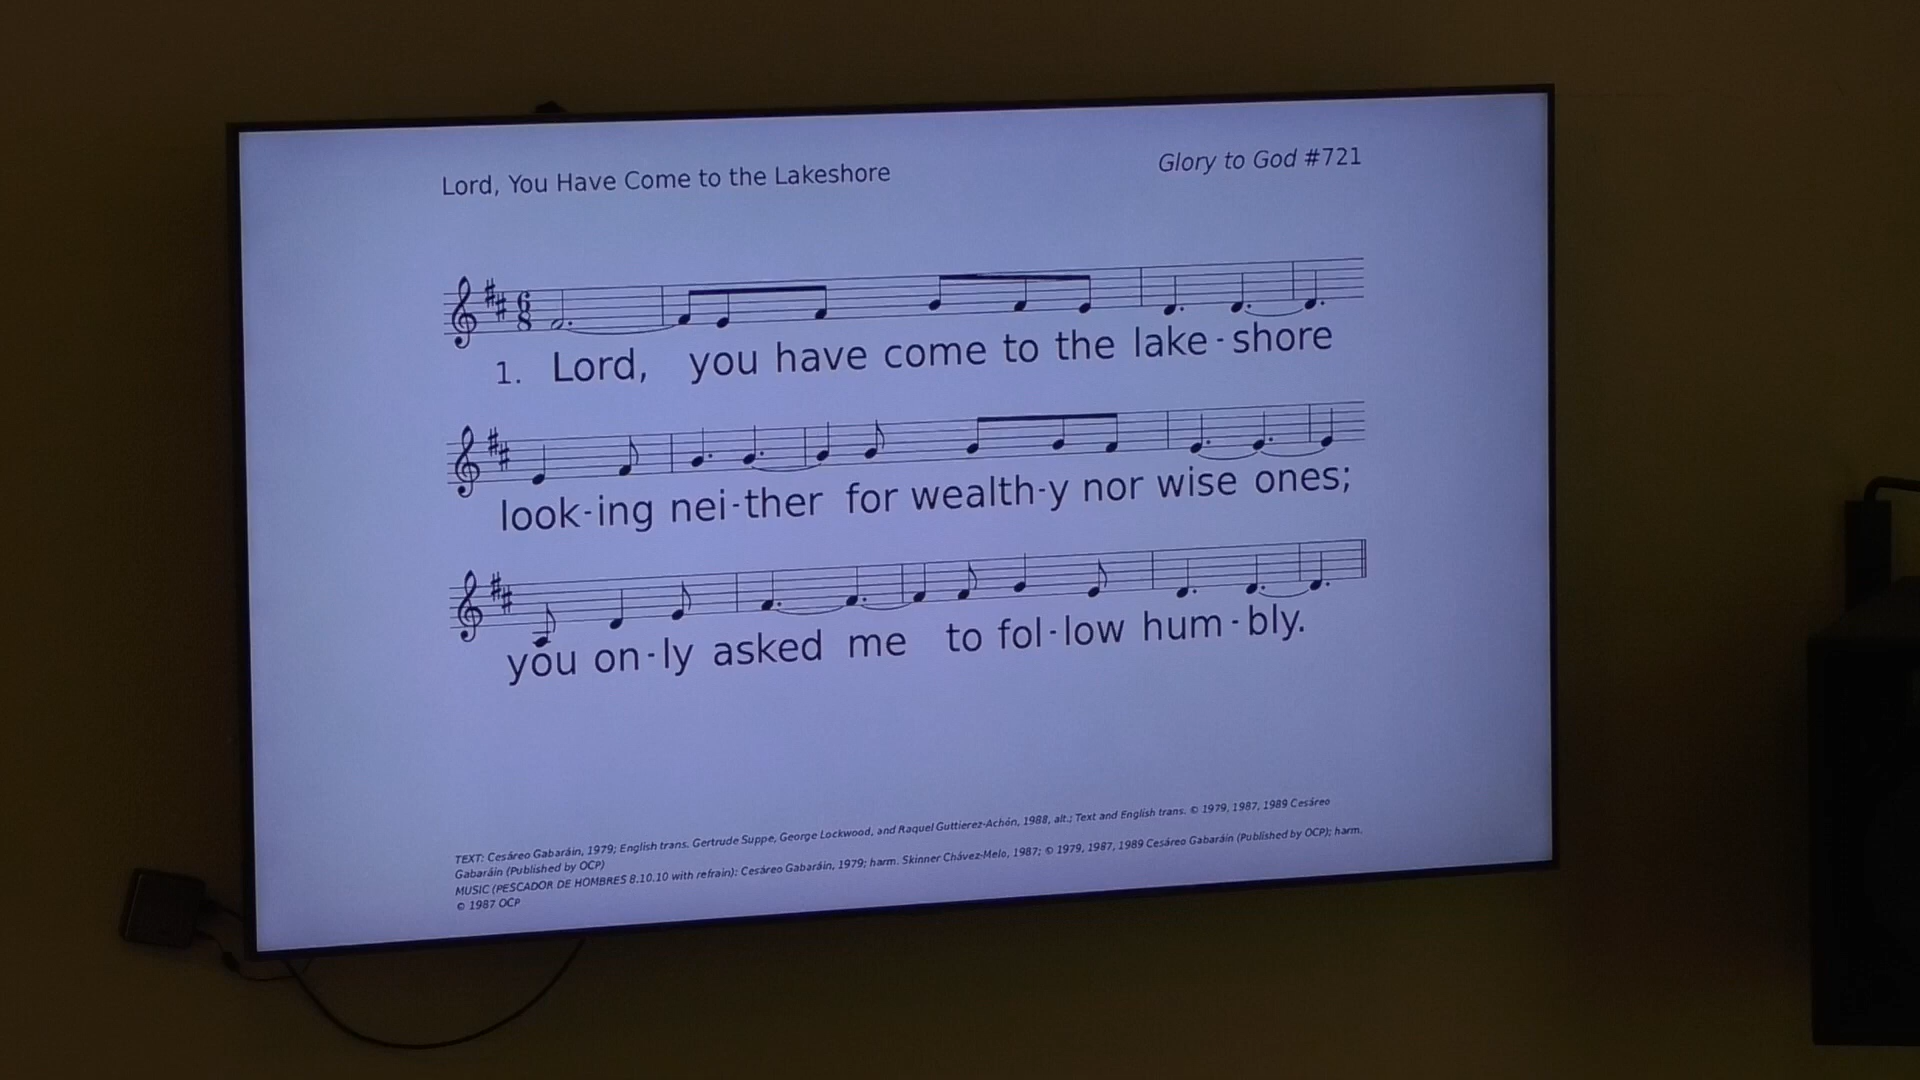 Lord, You Have Come to the Lakeshore
Glory to God #721
6
8
1. Lord, you have come to the lake - shore
look - ing nei - ther for wealth - y nor wise ones;
you on - ly asked me to fol - low hum - bly.
TEXT: Cesáreo Gabaráin, 1979; English trans. Gertrude Suppe, George Lockwood, and Raquel Guttierez-Achón, 1988, alt.; Text and English trans. © 1979, 1987, 1989 Cesáreo
Gabaráin (Published by OCP)
MUSIC (PESCADOR DE HOMBRES 8.10.10 with refrain): Cesáreo Gabaráin, 1979; harm. Skinner Chávez-Melo, 1987; © 1979, 1987, 1989 Cesáreo Gabaráin (Published by OCP); harm.
© 1987 OCP